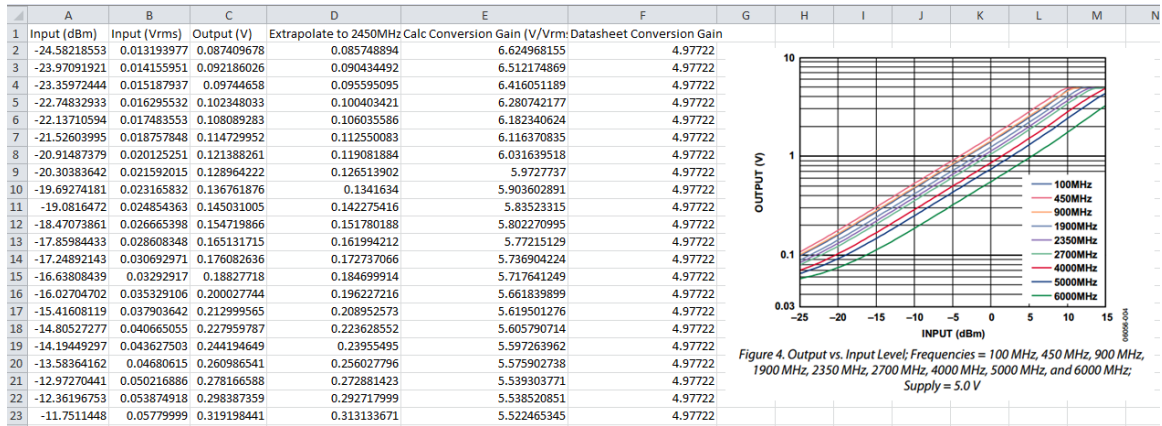 A B C D E F G H I J K L M N
1 Input (dBm) Input (Vrms) Output (V) Extrapolate to 2450MHz Calc Conversion Gain (V/Vrms Datasheet Conversion Gain
2 -24.58218553 0.013193977 0.087409678 0.085748894 6.624968155 4.97722
3 -23.97091921 0.014155951 0.092186026 0.090434492 6.512174869 4.97722
4 -23.35972444 0.015187937 0.09744658 0.095595095 6.416051189 4.97722
5 -22.74832933 0.016295532 0.102348033 0.100403421 6.280742177 4.97722
6 -22.13710594 0.017483553 0.108089283 0.106035586 6.182340624 4.97722
7 -21.52603995 0.018757848 0.114729952 0.112550083 6.116370835 4.97722
8 -20.91487379 0.020125251 0.121388261 0.119081884 6.031639518 4.97722
9 -20.30383642 0.021592015 0.128964222 0.126513902 5.9727737 4.97722
10 -19.69274181 0.023165832 0.136761876 0.1341634 5.903602891 4.97722
11 -19.0816472 0.024854363 0.145031005 0.142275416 5.83523315 4.97722
12 -18.47073861 0.026665398 0.154719866 0.151780188 5.802270995 4.97722
13 -17.85984433 0.028608348 0.165131715 0.161994212 5.77215129 4.97722
14 -17.24892143 0.030692971 0.176082636 0.172737066 5.736904224 4.97722
15 -16.63808439 0.03292917 0.18827718 0.184699914 5.717641249 4.97722
16 -16.02704702 0.035329106 0.200027744 0.196227216 5.661839899 4.97722
17 -15.41608119 0.037903642 0.212999565 0.208952573 5.619501276 4.97722
18 -14.80527277 0.040665055 0.227959787 0.223628552 5.605790714 4.97722
19 -14.19449297 0.043627503 0.244194649 0.23955495 5.597263962 4.97722
20 -13.58364162 0.04680615 0.260986541 0.256027796 5.575902738 4.97722
21 -12.97270441 0.050216886 0.278166588 0.272881423 5.539303771 4.97722
22 -12.36196753 0.053874918 0.298387359 0.292717999 5.538520851 4.97722
23 -11.7511448 0.05779999 0.319198441 0.313133671 5.522465345 4.97722
10
1
0.1
0.03
OUTPUT (V)
100MHz
450MHz
900MHz
1900MHz
2350MHz
2700MHz
4000MHz
5000MHz
6000MHz
-25 -20 -15 -10 -5 0 5 10 15
INPUT (dBm)
06056-004
Figure 4. Output vs. Input Level; Frequencies = 100 MHz, 450 MHz, 900 MHz,
1900 MHz, 2350 MHz, 2700 MHz, 4000 MHz, 5000 MHz, and 6000 MHz;
Supply = 5.0 V